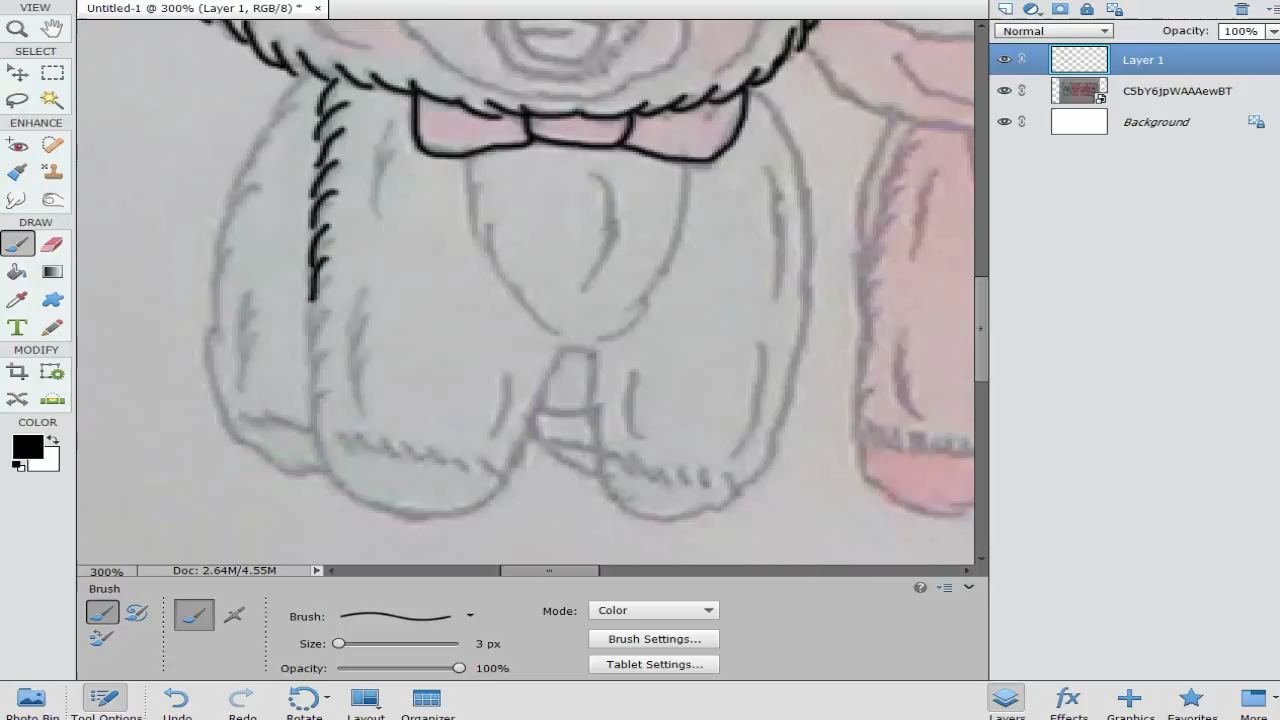 VIEW
Untitled-1 @ 300% (Layer 1, RGB/8) * ×
SELECT
ENHANCE
DRAW
T
MODIFY
COLOR
Normal Opacity: 100%
Layer 1
C5bY6jpWAAAewBT
Background
300% Doc: 2.64M/4.55M
Brush
Brush: Mode: Color
Size: 3 px Brush Settings...
Opacity: 100% Tablet Settings...
Photo Bin Tool Options Undo Redo Rotate Layout Organizer Layers Effects Graphics Favorites More